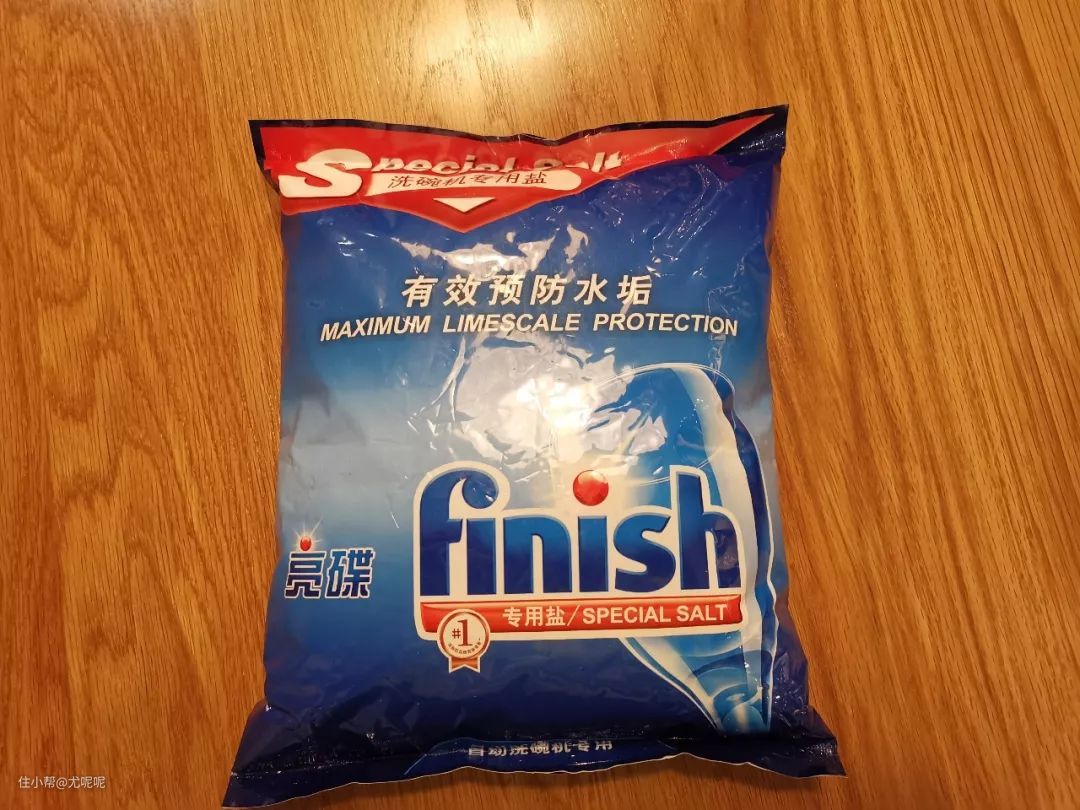 Special Salt
洗碗机专用盐
有效预防水垢
MAXIMUM LIMESCALE PROTECTION
finish
亮碟
专用盐/SPECIAL SALT
#1
自动洗碗机专用
住小帮@尤呢呢